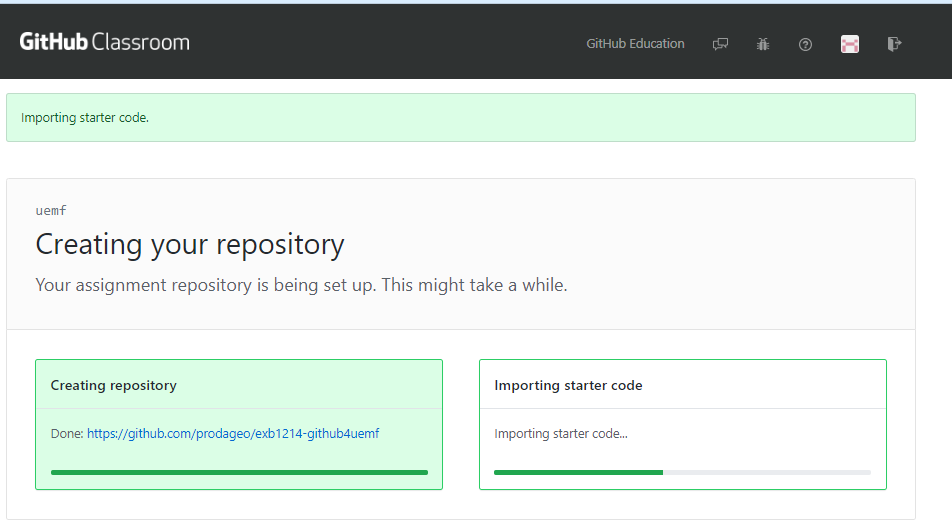 GitHub Classroom
GitHub Education
Importing starter code.
uemf
Creating your repository
Your assignment repository is being set up. This might take a while.
Creating repository
Done: https://github.com/prodageo/exb1214-github4uemf
Importing starter code
Importing starter code...